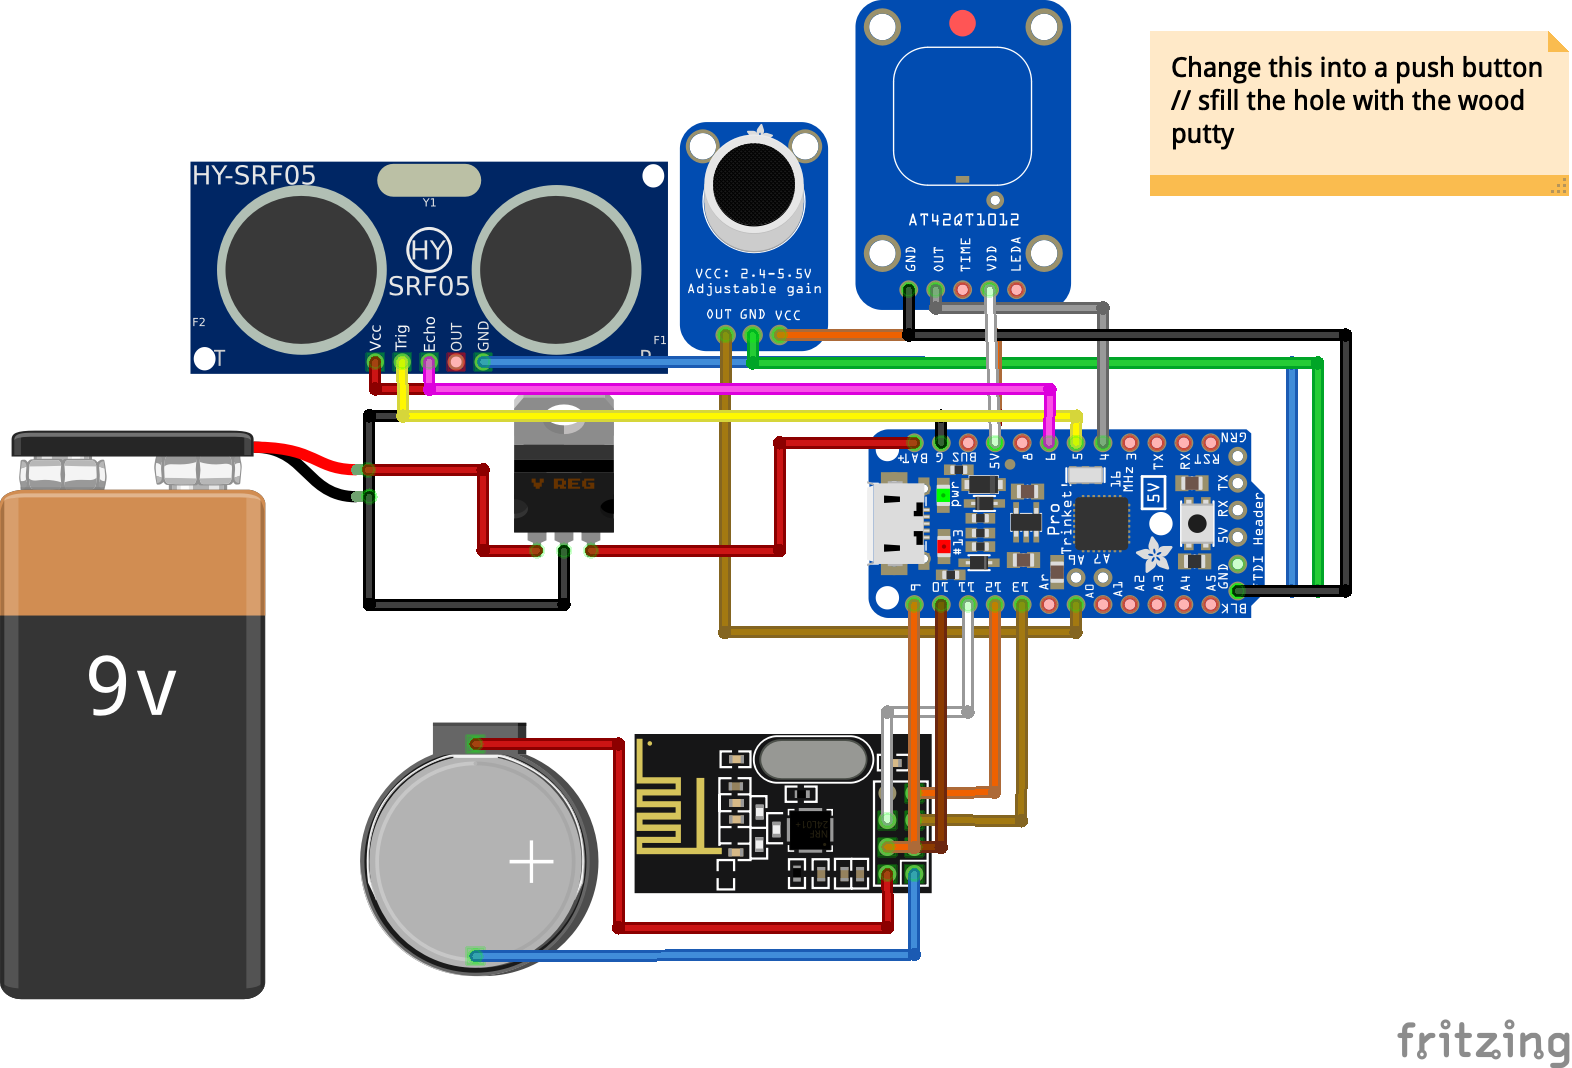 Change this into a push button
// sfill the hole with the wood
putty
HY-SRF05
Y1
HY
SRF05
F2
F1
T
R
Vcc
Trig
Echo
OUT
GND
VCC: 2.4-5.5V
Adjustable gain
OUT GND VCC
AT42QT1012
GND
OUT
TIME
VDD
LEDA
V REG
9v
BAT+
G
BUS
5V
8
6
5
4
3
TX
RX
RST
GRN
TX
RX
5V
GND
BLK
FTDI Header
pwr
#13
Pro
Trinket!
16
MHz
5V
A6
A7
9
10
11
12
13
Ar
A0
A1
A2
A3
A4
A5
NRF
24L01+
fritzing